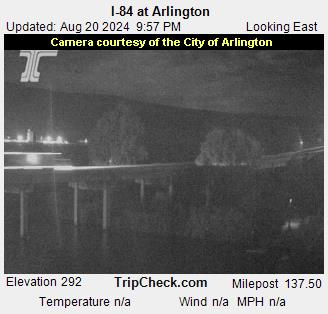 I-84 at Arlington
Updated: Aug 20 2024 9:57 PM Looking East
Camera courtesy of the City of Arlington
Elevation 292 TripCheck.com Milepost 137.50
Temperature n/a Wind n/a MPH n/a